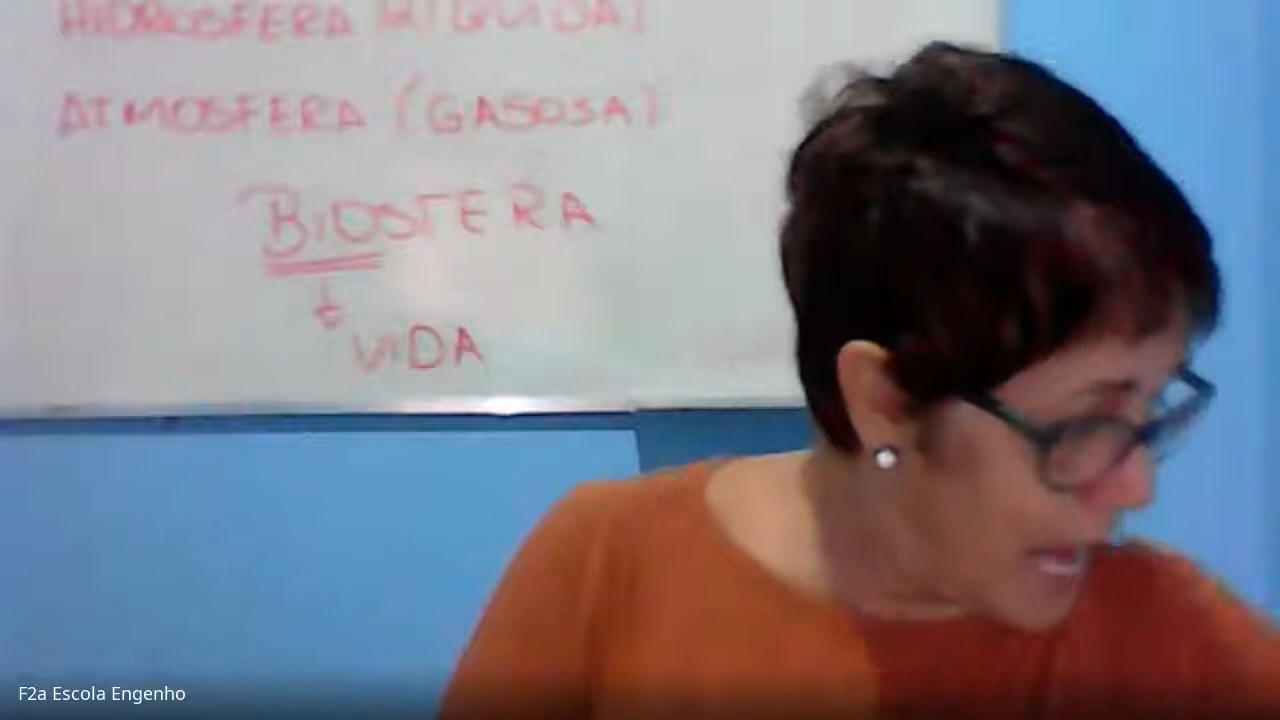 HIDROSFERA (LÍQUIDA)
ATMOSFERA (GASOSA)
BIOSFERA
VIDA
F2a Escola Engenho